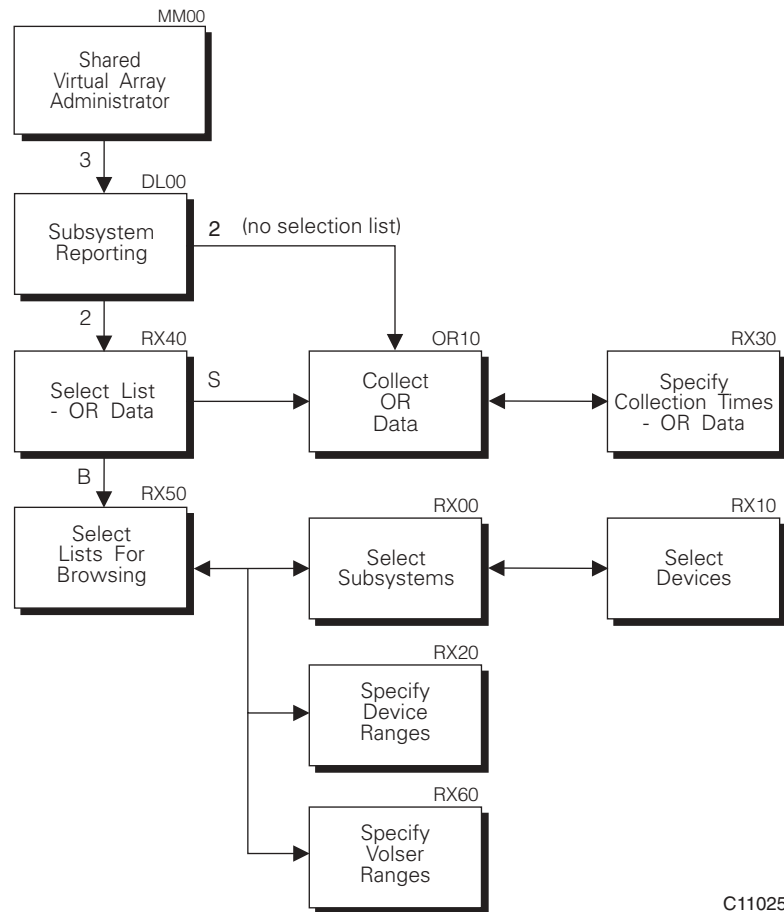 MM00
Shared
Virtual Array
Administrator
3
DL00
Subsystem
Reporting
2 (no selection list)
2
RX40
Select List
- OR Data
S
OR10
Collect
OR
Data
RX30
Specify
Collection Times
- OR Data
B
RX50
Select
Lists For
Browsing
RX00
Select
Subsystems
RX10
Select
Devices
RX20
Specify
Device
Ranges
RX60
Specify
Volser
Ranges
C11025